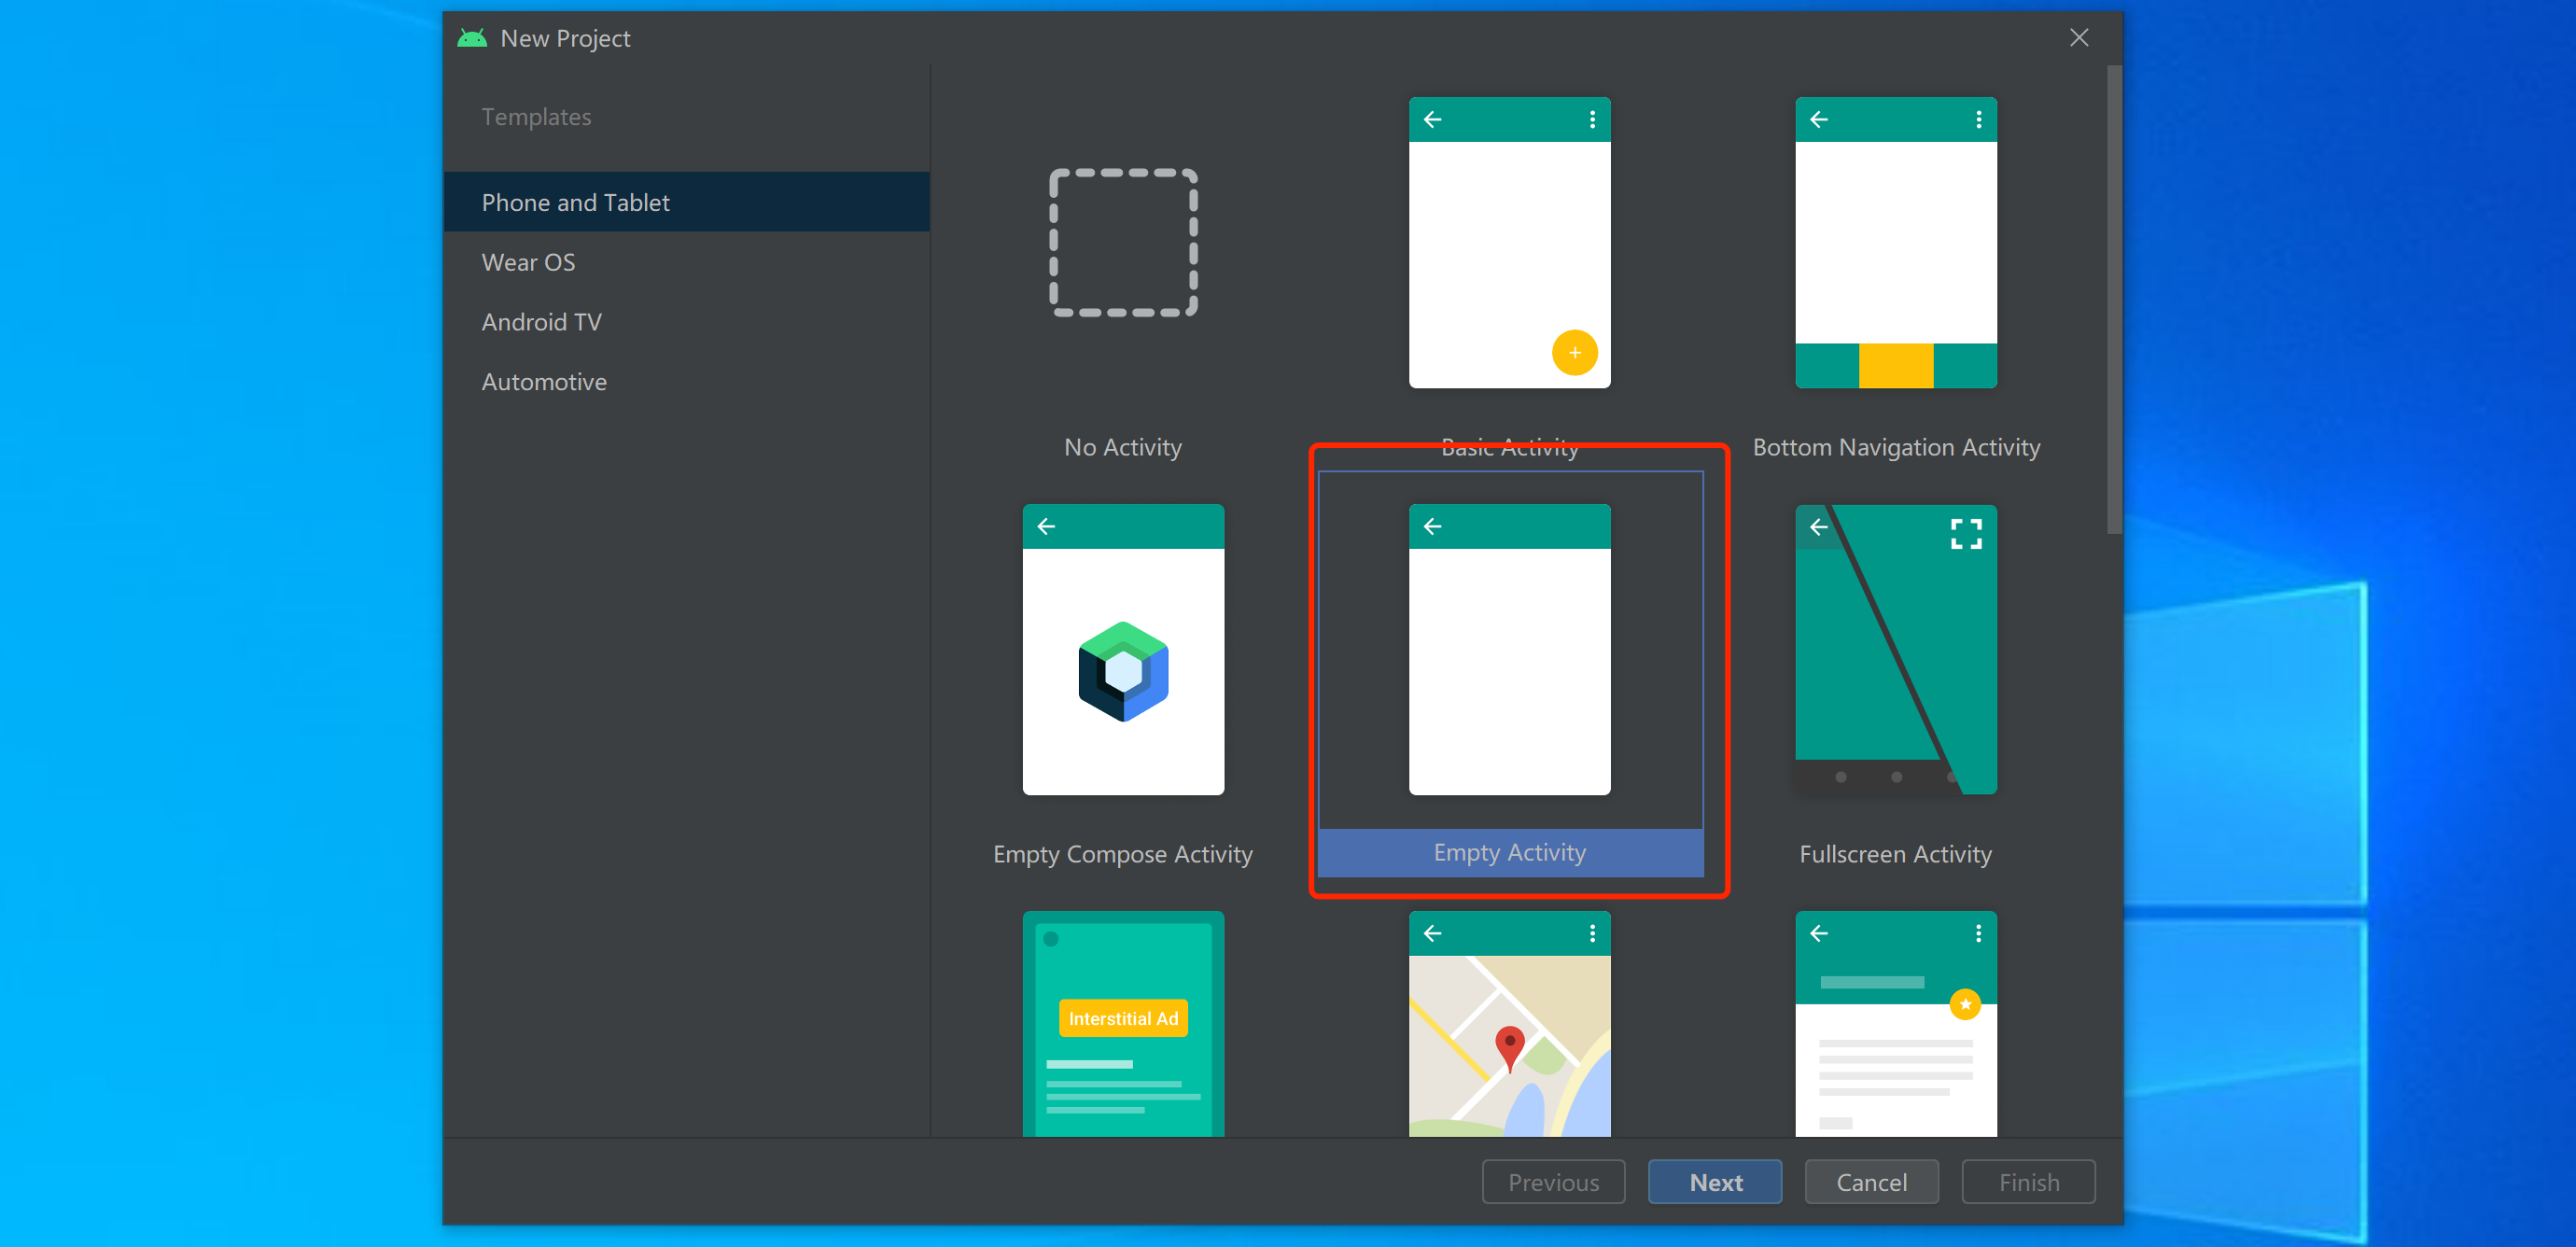 New Project
Templates
Phone and Tablet
Wear OS
Android TV
Automotive
No Activity
Basic Activity
Bottom Navigation Activity
Empty Compose Activity
Empty Activity
Fullscreen Activity
Interstitial Ad
Previous
Next
Cancel
Finish